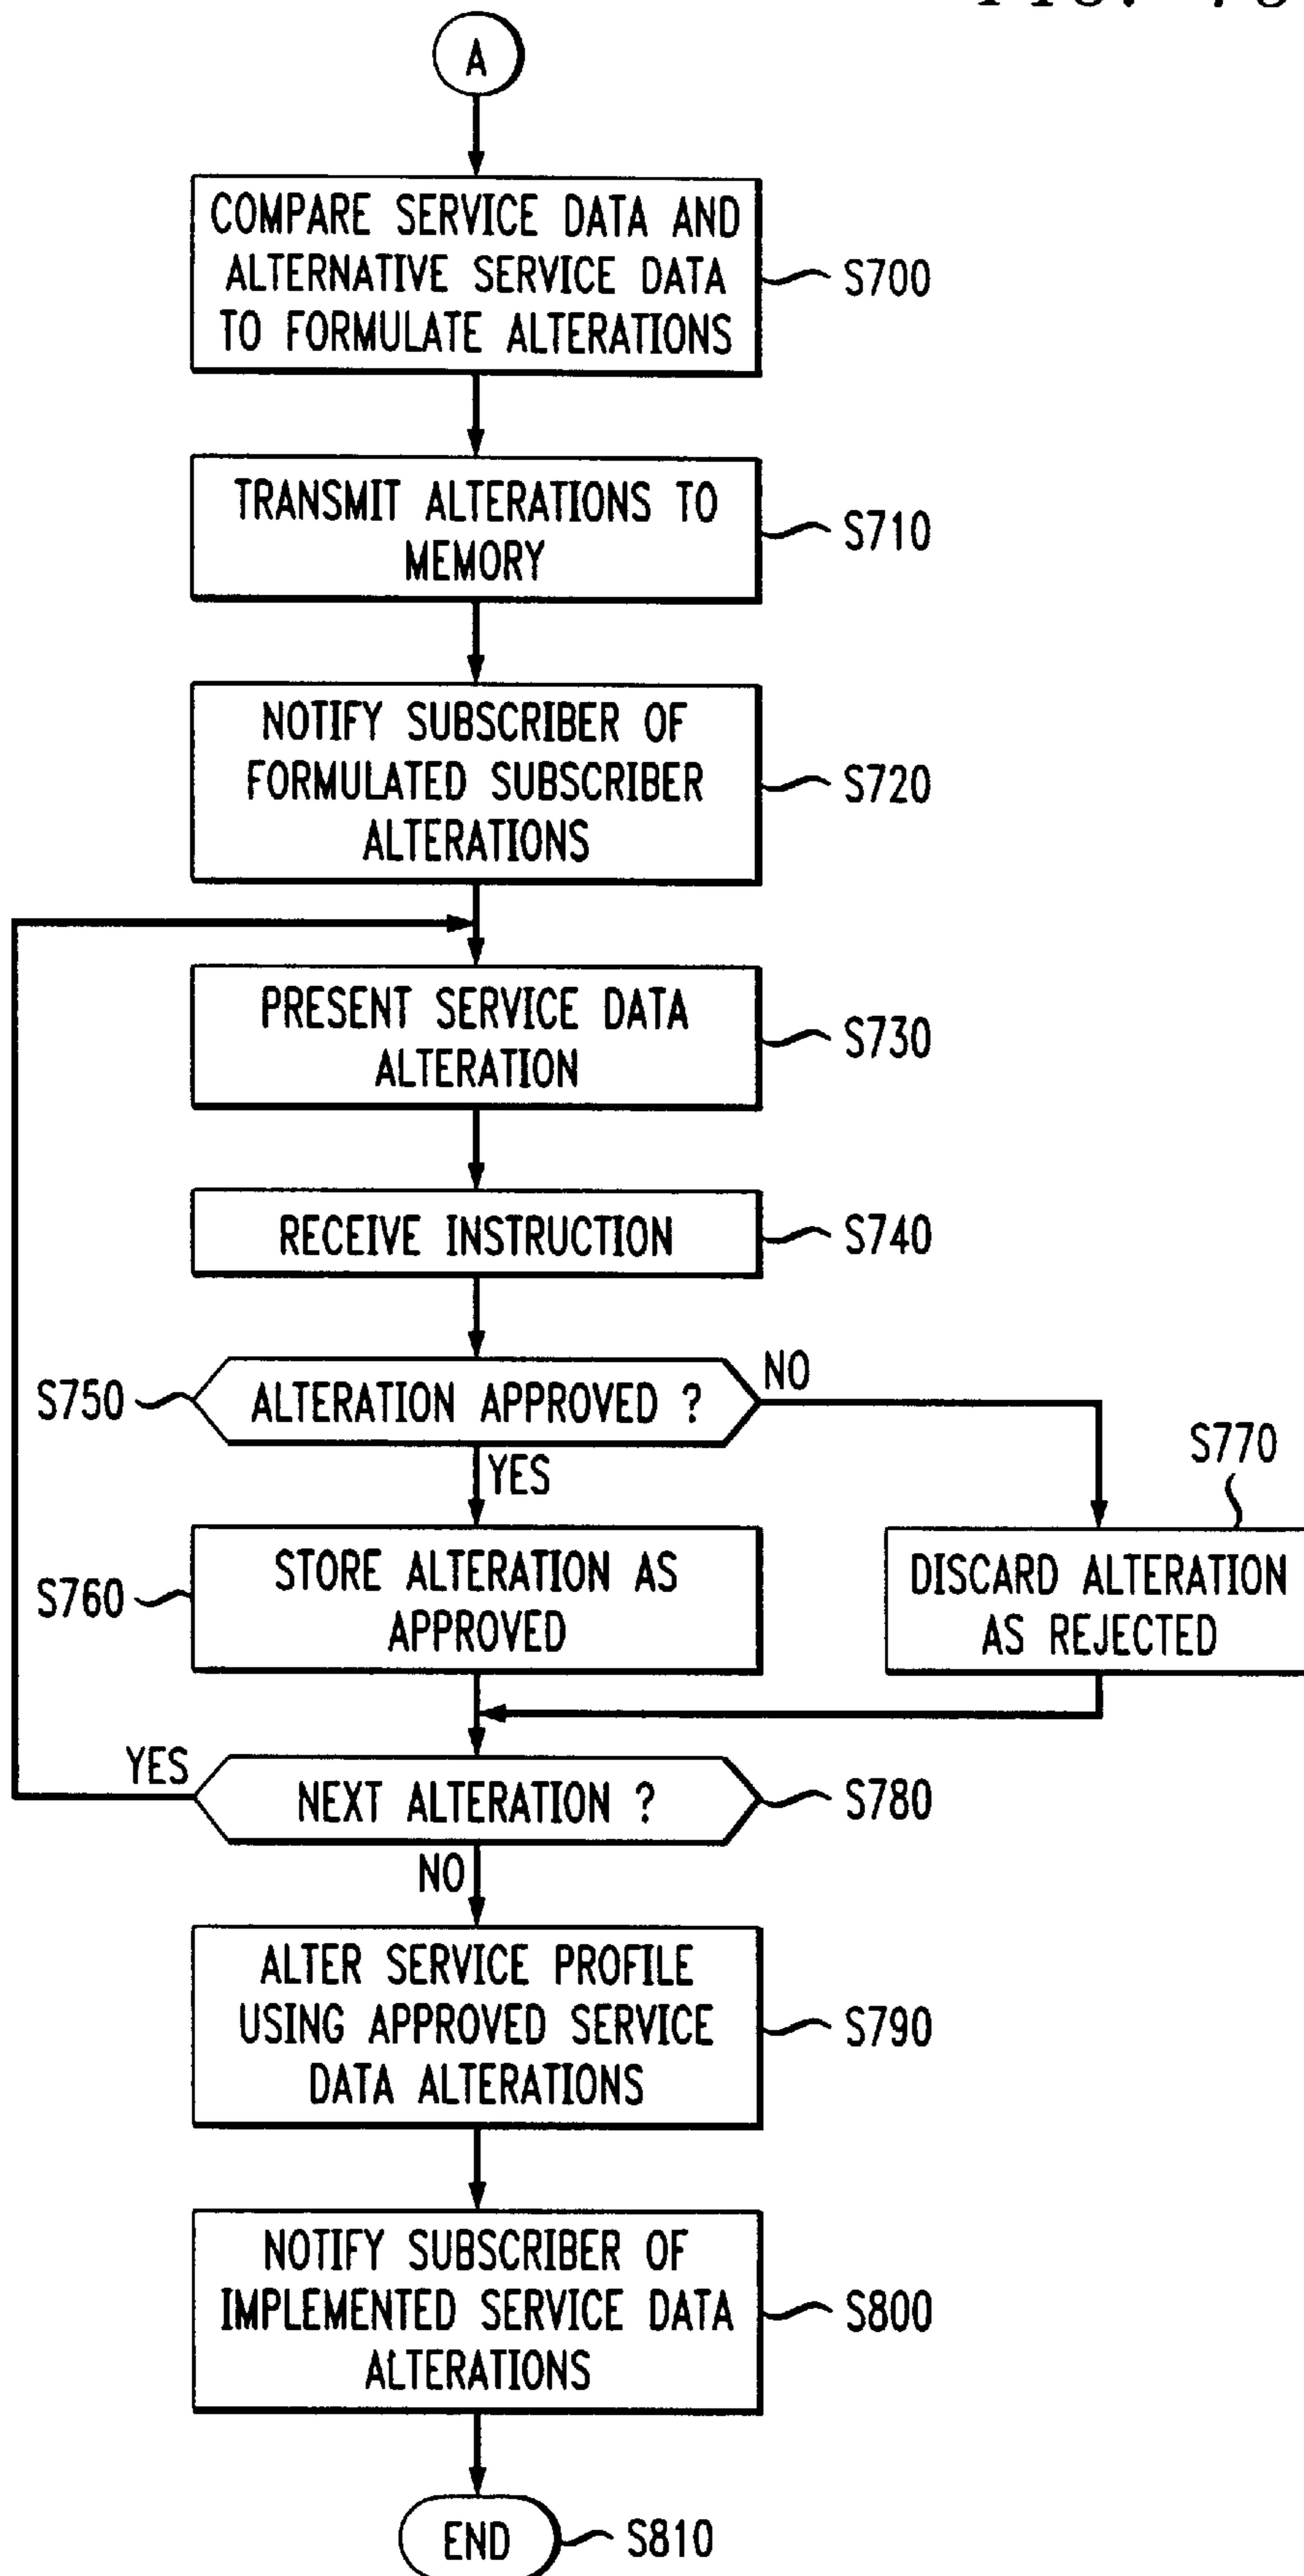 A
COMPARE SERVICE DATA AND
ALTERNATIVE SERVICE DATA
TO FORMULATE ALTERATIONS
S700
TRANSMIT ALTERATIONS TO
MEMORY
S710
NOTIFY SUBSCRIBER OF
FORMULATED SUBSCRIBER
ALTERATIONS
S720
PRESENT SERVICE DATA
ALTERATION
S730
RECEIVE INSTRUCTION
S740
S750
ALTERATION APPROVED ?
NO
YES
S770
S760
STORE ALTERATION AS
APPROVED
DISCARD ALTERATION
AS REJECTED
YES
NEXT ALTERATION ?
S780
NO
ALTER SERVICE PROFILE
USING APPROVED SERVICE
DATA ALTERATIONS
S790
NOTIFY SUBSCRIBER OF
IMPLEMENTED SERVICE DATA
ALTERATIONS
S800
END
S810